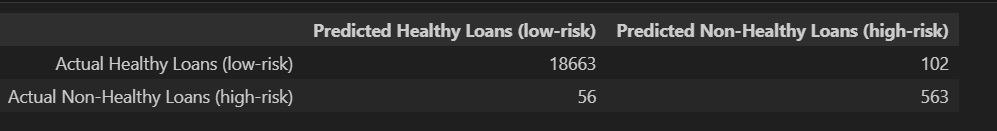 Predicted Healthy Loans (low-risk) Predicted Non-Healthy Loans (high-risk)
Actual Healthy Loans (low-risk) 18663 102
Actual Non-Healthy Loans (high-risk) 56 563